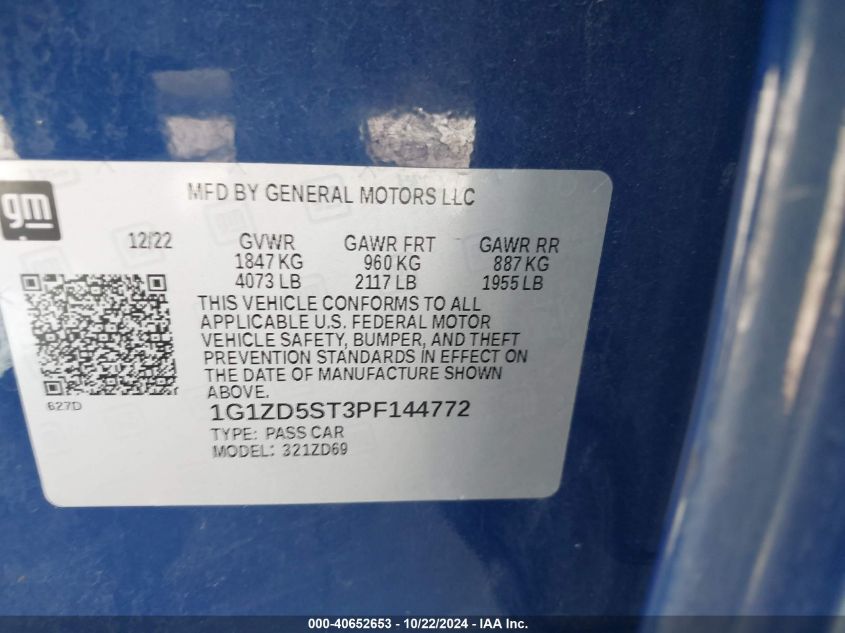 gm
MFD BY GENERAL MOTORS LLC
12/22 GVWR GAWR FRT GAWR RR
1847 KG 960 KG 887 KG
4073 LB 2117 LB 1955 LB
THIS VEHICLE CONFORMS TO ALL
APPLICABLE U.S. FEDERAL MOTOR
VEHICLE SAFETY, BUMPER, AND THEFT
PREVENTION STANDARDS IN EFFECT ON
THE DATE OF MANUFACTURE SHOWN
ABOVE.
627D
1G1ZD5ST3PF144772
TYPE: PASS CAR
MODEL: 321ZD69
000-40652653 - 10/22/2024 - IAA Inc.